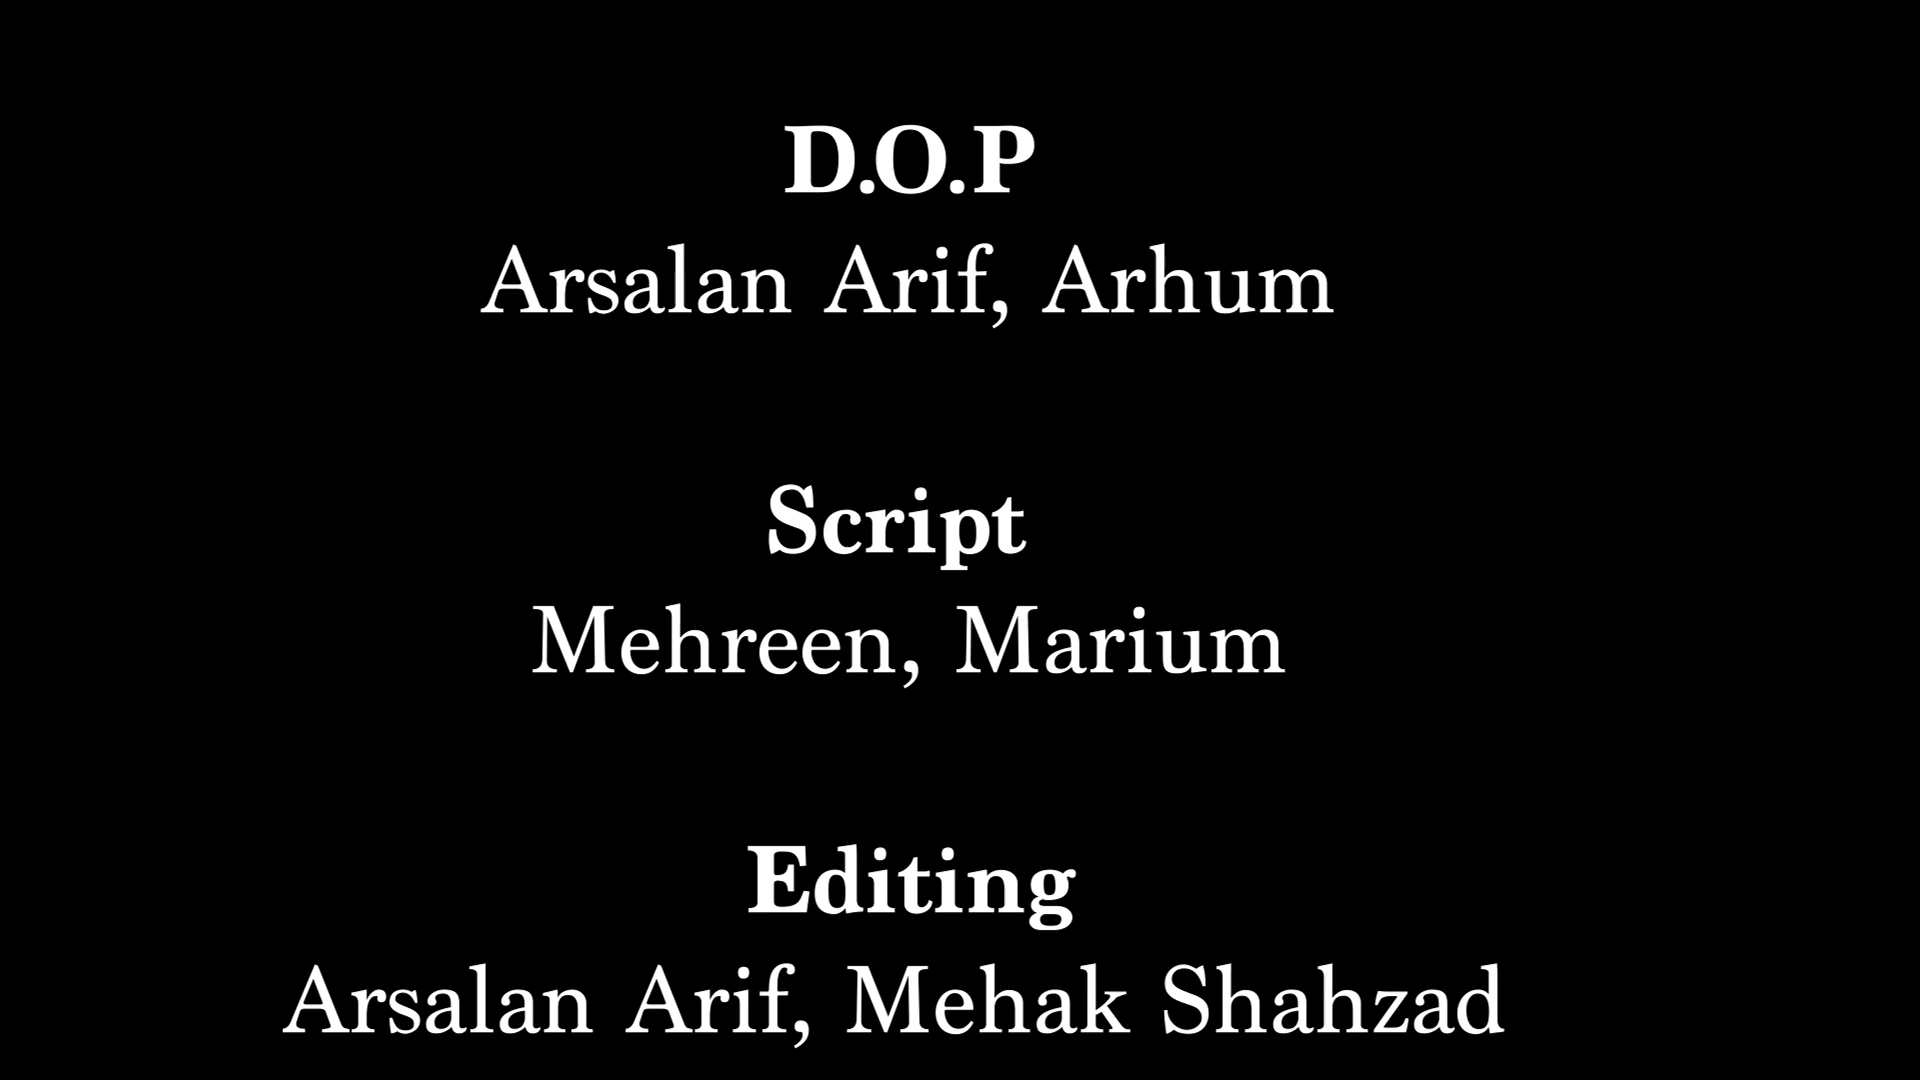 D.O.P
Arsalan Arif, Arhum
Script
Mehreen, Marium
Editing
Arsalan Arif, Mehak Shahzad